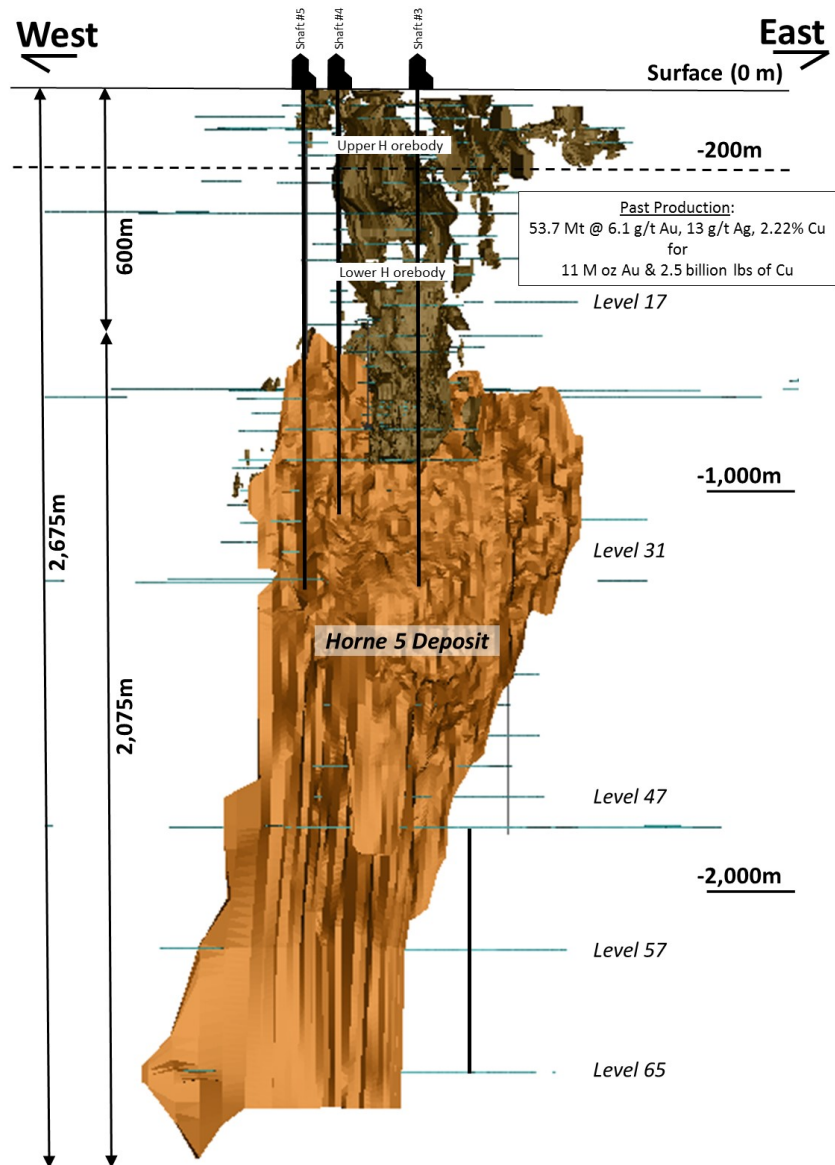 West
East
Shaft #5
Shaft #4
Shaft #3
Surface (0 m)
Upper H orebody
-200m
Past Production:
53.7 Mt @ 6.1 g/t Au, 13 g/t Ag, 2.22% Cu
for
11 M oz Au & 2.5 billion lbs of Cu
600m
Lower H orebody
Level 17
-1,000m
2,675m
Level 31
Horne 5 Deposit
2,075m
Level 47
-2,000m
Level 57
Level 65